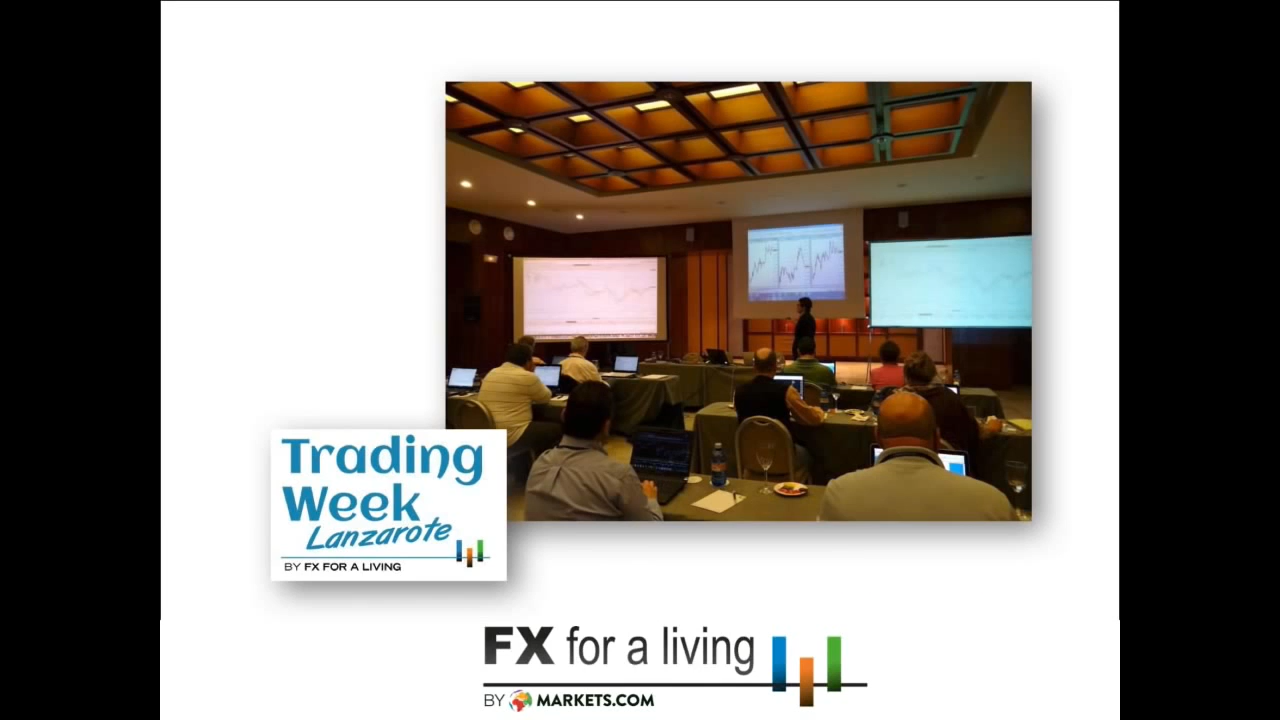 Trading
Week
Lanzarote
BY FX FOR A LIVING
FX for a living
BY MARKETS.COM